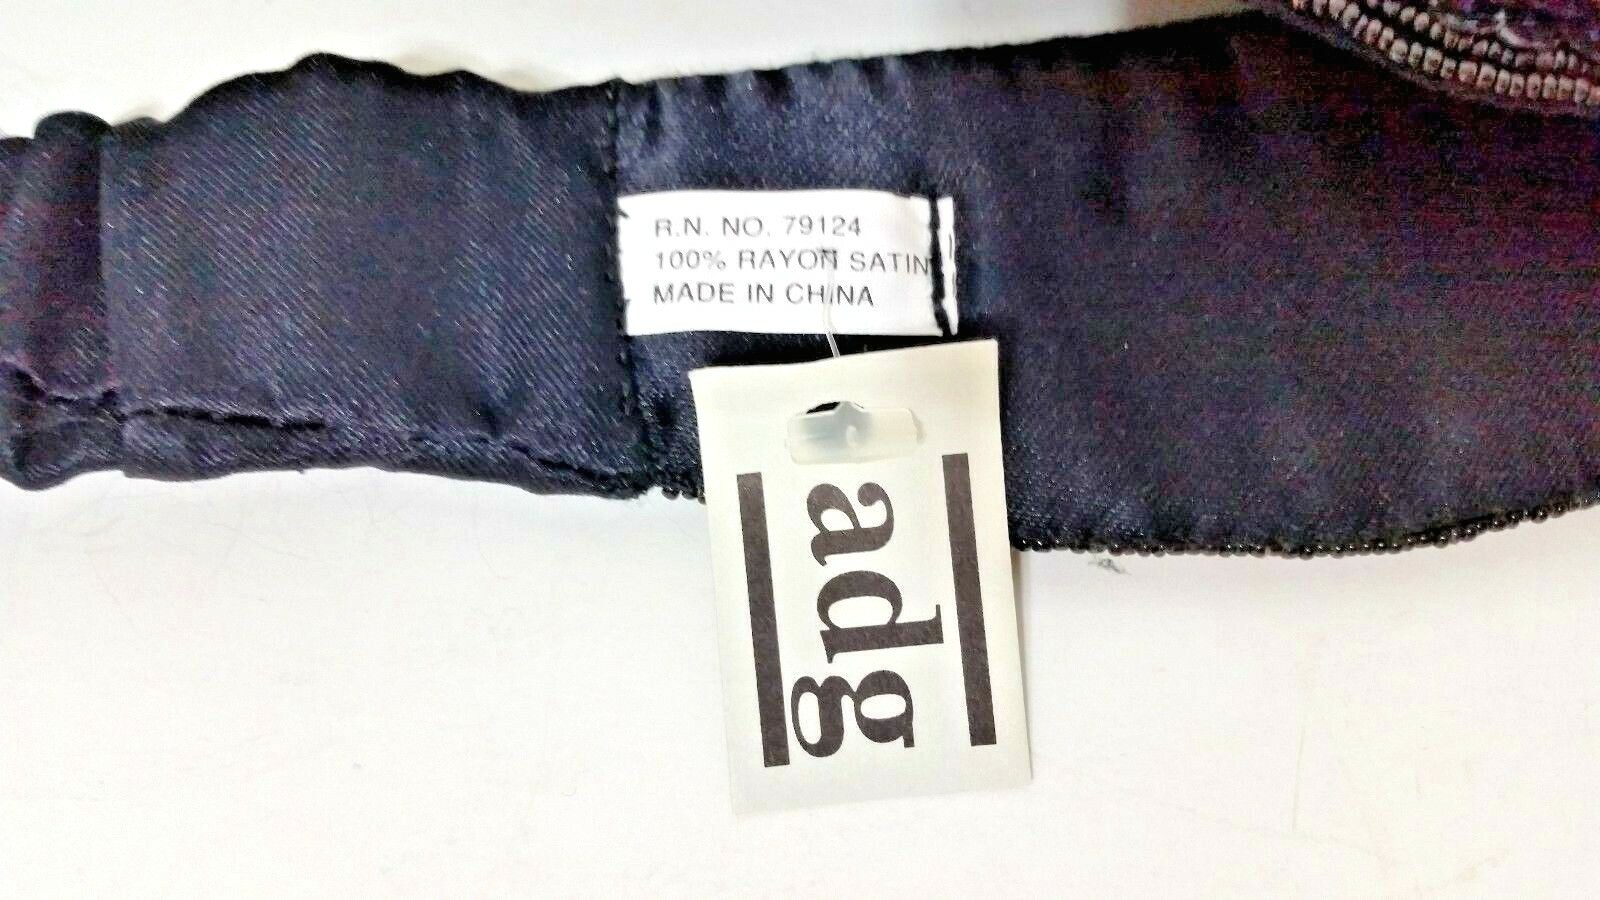 R.N. NO. 79124
100% RAYON SATIN
MADE IN CHINA
adg